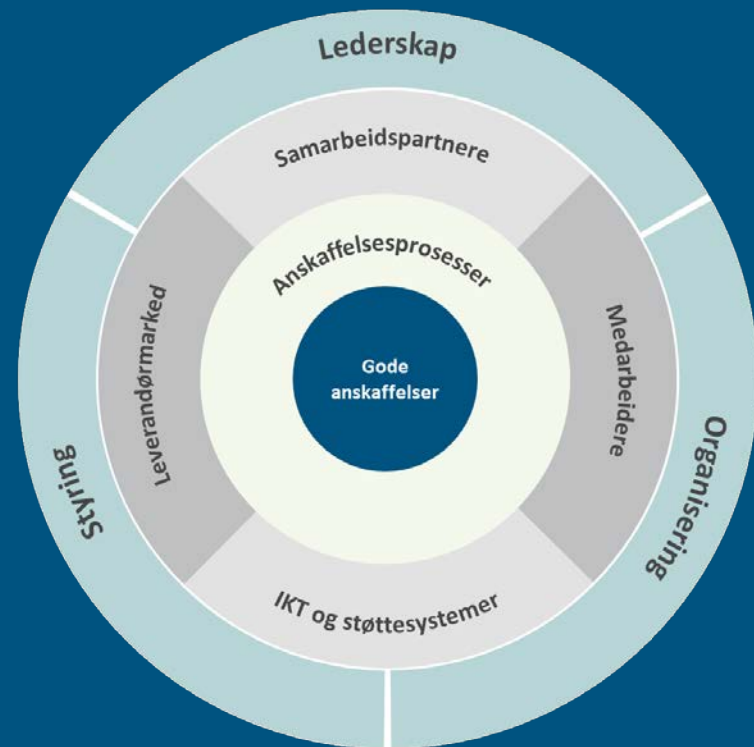 Lederskap
Samarbeidspartnere
Anskaffelsesprosesser
Leverandørmarked
Gode
anskaffelser
Medarbeidere
Styring
Organisering
IKT og støttesystemer